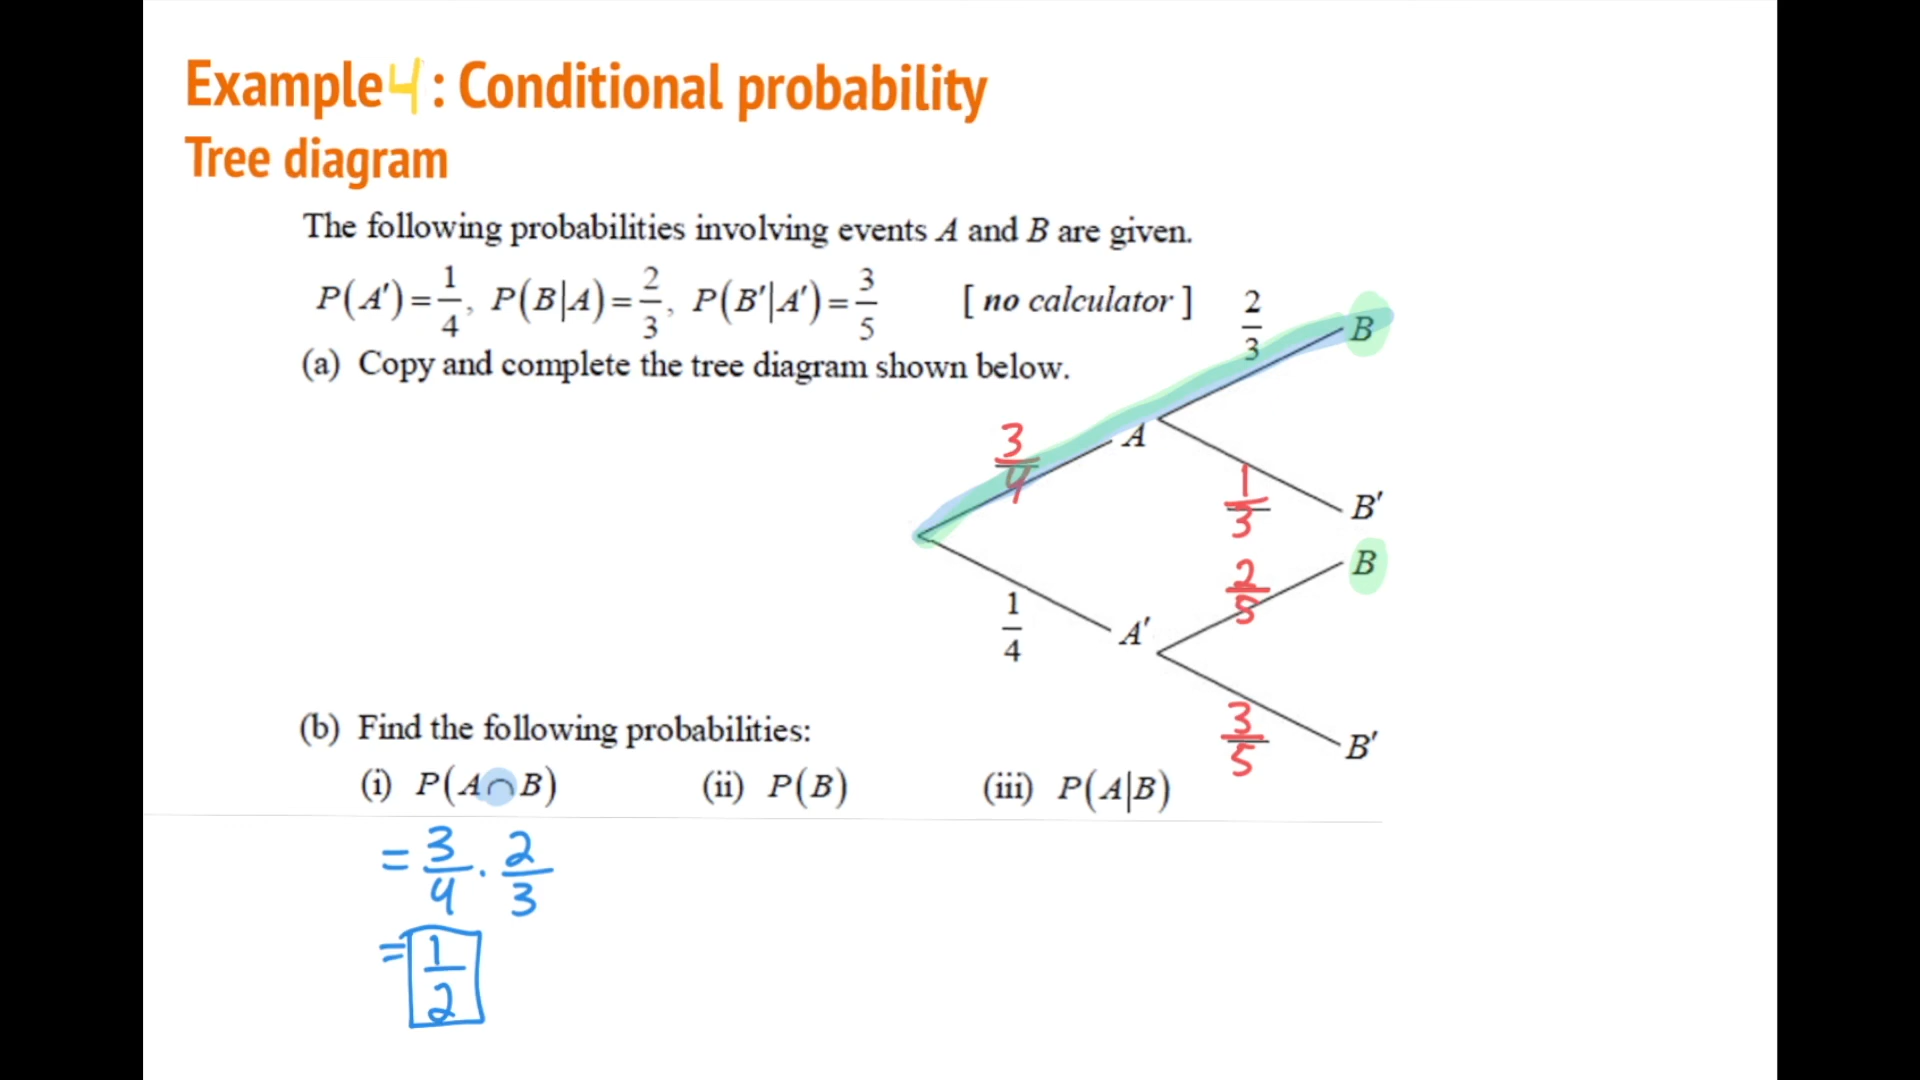 Example 4: Conditional probability
Tree diagram
The following probabilities involving events A and B are given.
P(A′) = 1/4, P(B|A) = 2/3, P(B′|A′) = 3/5 [ no calculator ]
(a) Copy and complete the tree diagram shown below.
2/3
B
3/4
A
1/3
B′
2/5
B
1/4
A′
3/5
B′
(b) Find the following probabilities:
(i) P(A∩B) (ii) P(B) (iii) P(A|B)
= 3/4 · 2/3
= 1/2